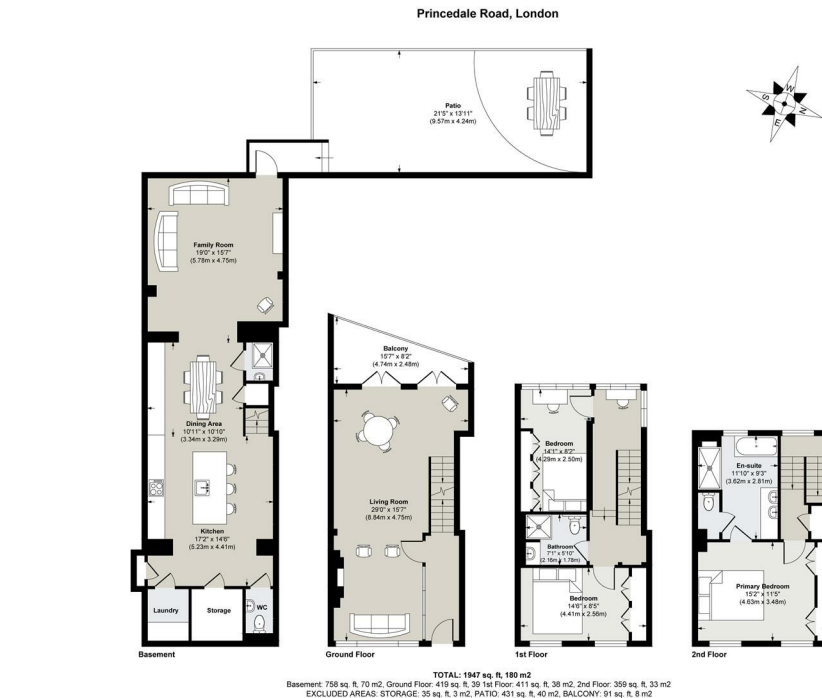 Princedale Road, London
W
N
S
E
Patio
21'5" x 13'11"
(9.57m x 4.24m)
Family Room
19'0" x 15'7"
(5.78m x 4.75m)
Balcony
15'7" x 8'2"
(4.74m x 2.48m)
Dining Area
10'11" x 10'10"
(3.34m x 3.29m)
Bedroom
14'1" x 8'2"
(4.29m x 2.50m)
En-suite
11'10" x 9'3"
(3.62m x 2.81m)
Living Room
29'0" x 15'7"
(8.84m x 4.75m)
Kitchen
17'2" x 14'6"
(5.23m x 4.41m)
Bathroom
7'1" x 5'10"
(2.16m x 1.78m)
Primary Bedroom
15'2" x 11'5"
(4.63m x 3.48m)
Bedroom
14'6" x 8'5"
(4.41m x 2.56m)
Laundry
Storage
WC
Basement
Ground Floor
1st Floor
2nd Floor
TOTAL: 1947 sq. ft, 180 m2
Basement: 758 sq. ft, 70 m2, Ground Floor: 419 sq. ft, 39 1st Floor: 411 sq. ft, 38 m2, 2nd Floor: 359 sq. ft, 33 m2
EXCLUDED AREAS: STORAGE: 35 sq. ft, 3 m2, PATIO: 431 sq. ft, 40 m2, BALCONY: 91 sq. ft, 8 m2